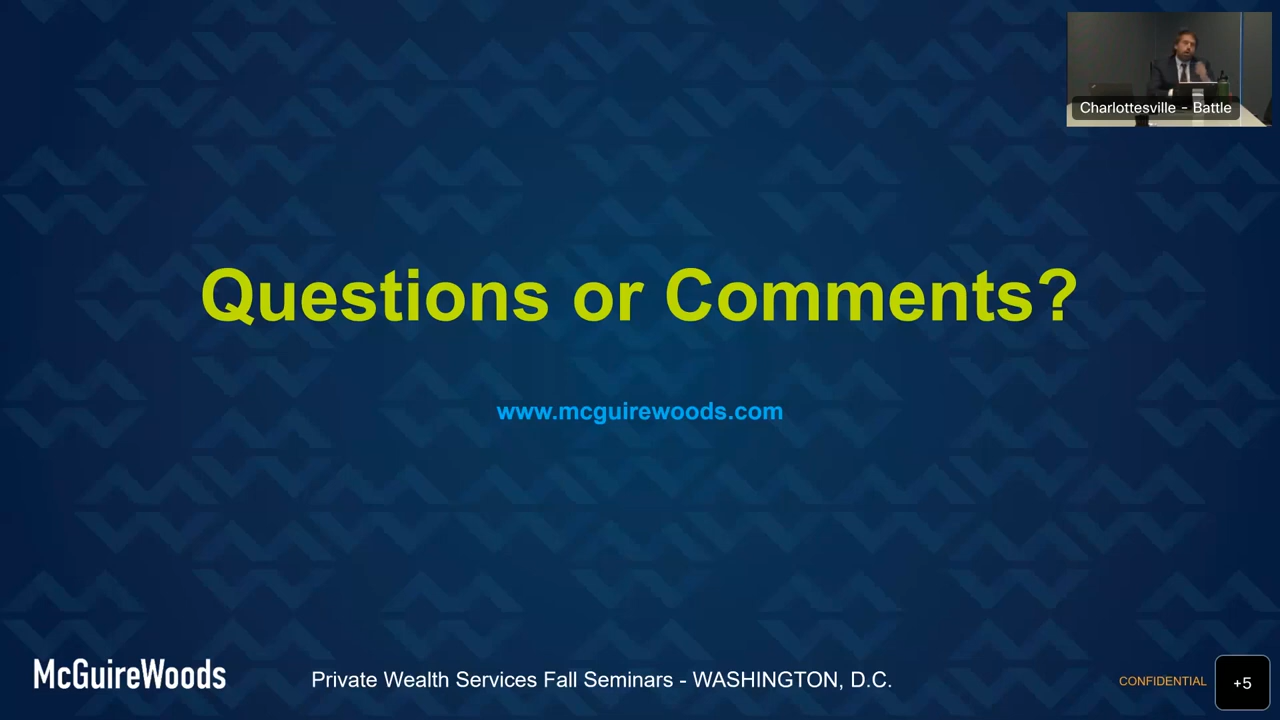 Charlottesville - Battle
Questions or Comments?
www.mcguirewoods.com
McGuireWoods
Private Wealth Services Fall Seminars - WASHINGTON, D.C.
CONFIDENTIAL
+5